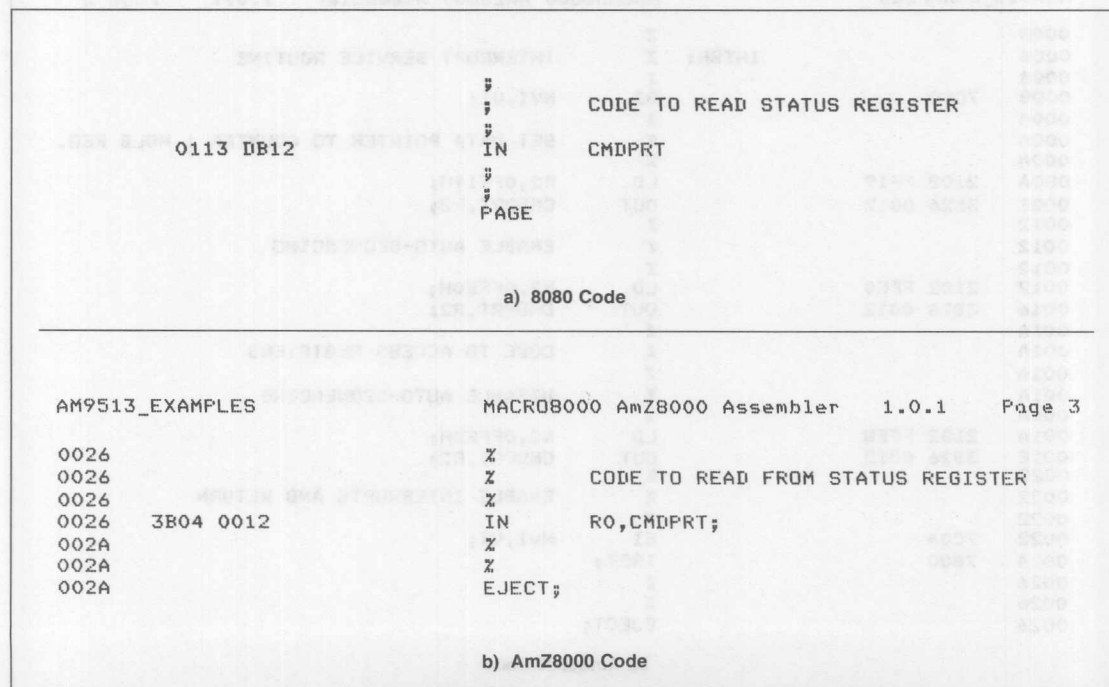 ;
; CODE TO READ STATUS REGISTER
;
0113 DB12 IN CMDPRT
;
;
PAGE
a) 8080 Code
AM9513_EXAMPLES MACRO8000 AmZ8000 Assembler 1.0.1 Page 3
0026 %
0026 % CODE TO READ FROM STATUS REGISTER
0026 %
0026 3B04 0012 IN R0,CMDPRT;
002A %
002A %
002A EJECT;
b) AmZ8000 Code